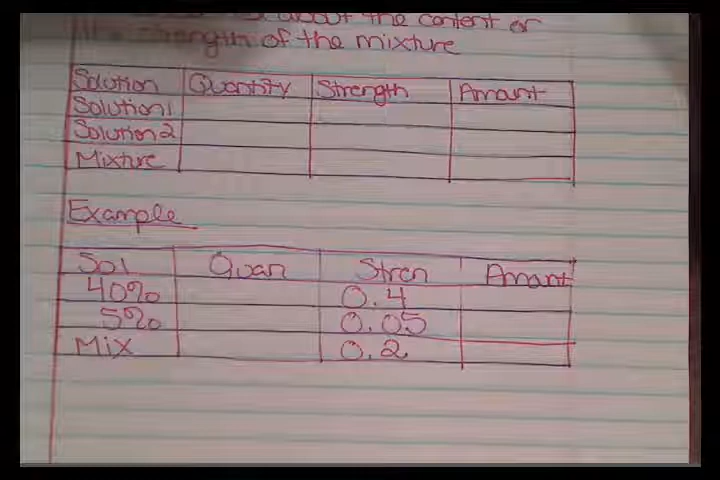 about the content or
strength of the mixture
Solution Quantity Strength Amount
Solution 1
Solution 2
Mixture
Example
Sol Quan Stren Amount
40% 0.4
5% 0.05
Mix 0.2